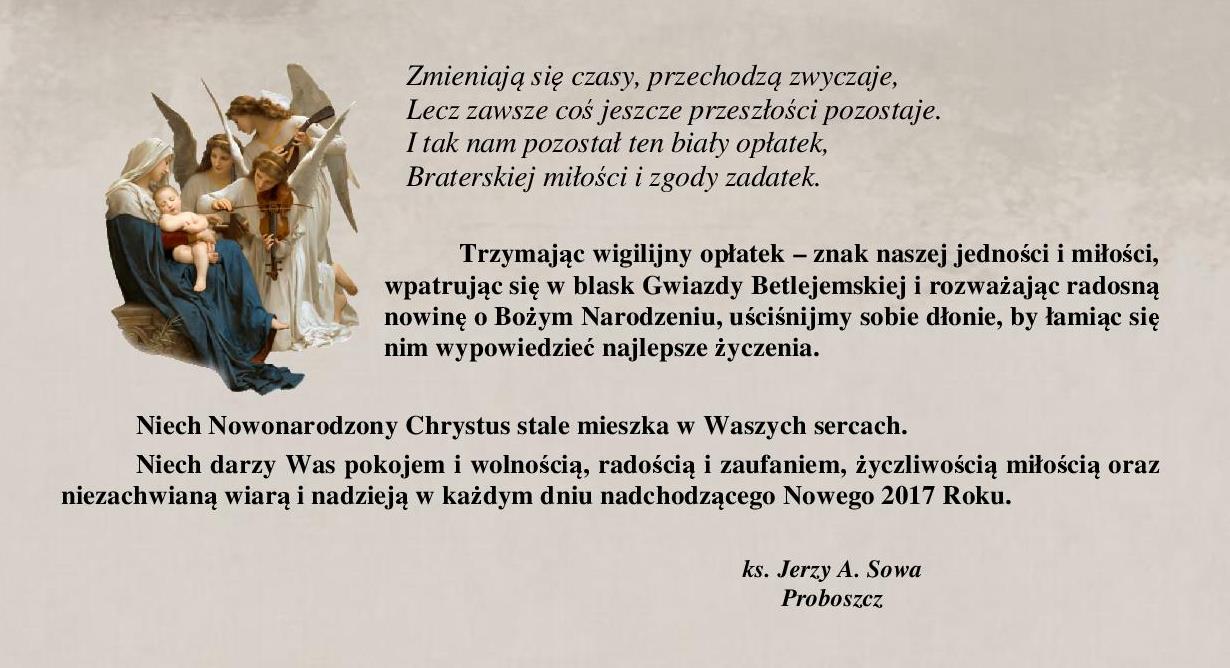 Zmieniają się czasy, przechodzą zwyczaje,
Lecz zawsze coś jeszcze przeszłości pozostaje.
I tak nam pozostał ten biały opłatek,
Braterskiej miłości i zgody zadatek.
Trzymając wigilijny opłatek – znak naszej jedności i miłości,
wpatrując się w blask Gwiazdy Betlejemskiej i rozważając radosną
nowinę o Bożym Narodzeniu, uściśnijmy sobie dłonie, by łamiąc się
nim wypowiedzieć najlepsze życzenia.
Niech Nowonarodzony Chrystus stale mieszka w Waszych sercach.
Niech darzy Was pokojem i wolnością, radością i zaufaniem, życzliwością miłością oraz
niezachwianą wiarą i nadzieją w każdym dniu nadchodzącego Nowego 2017 Roku.
ks. Jerzy A. Sowa
Proboszcz